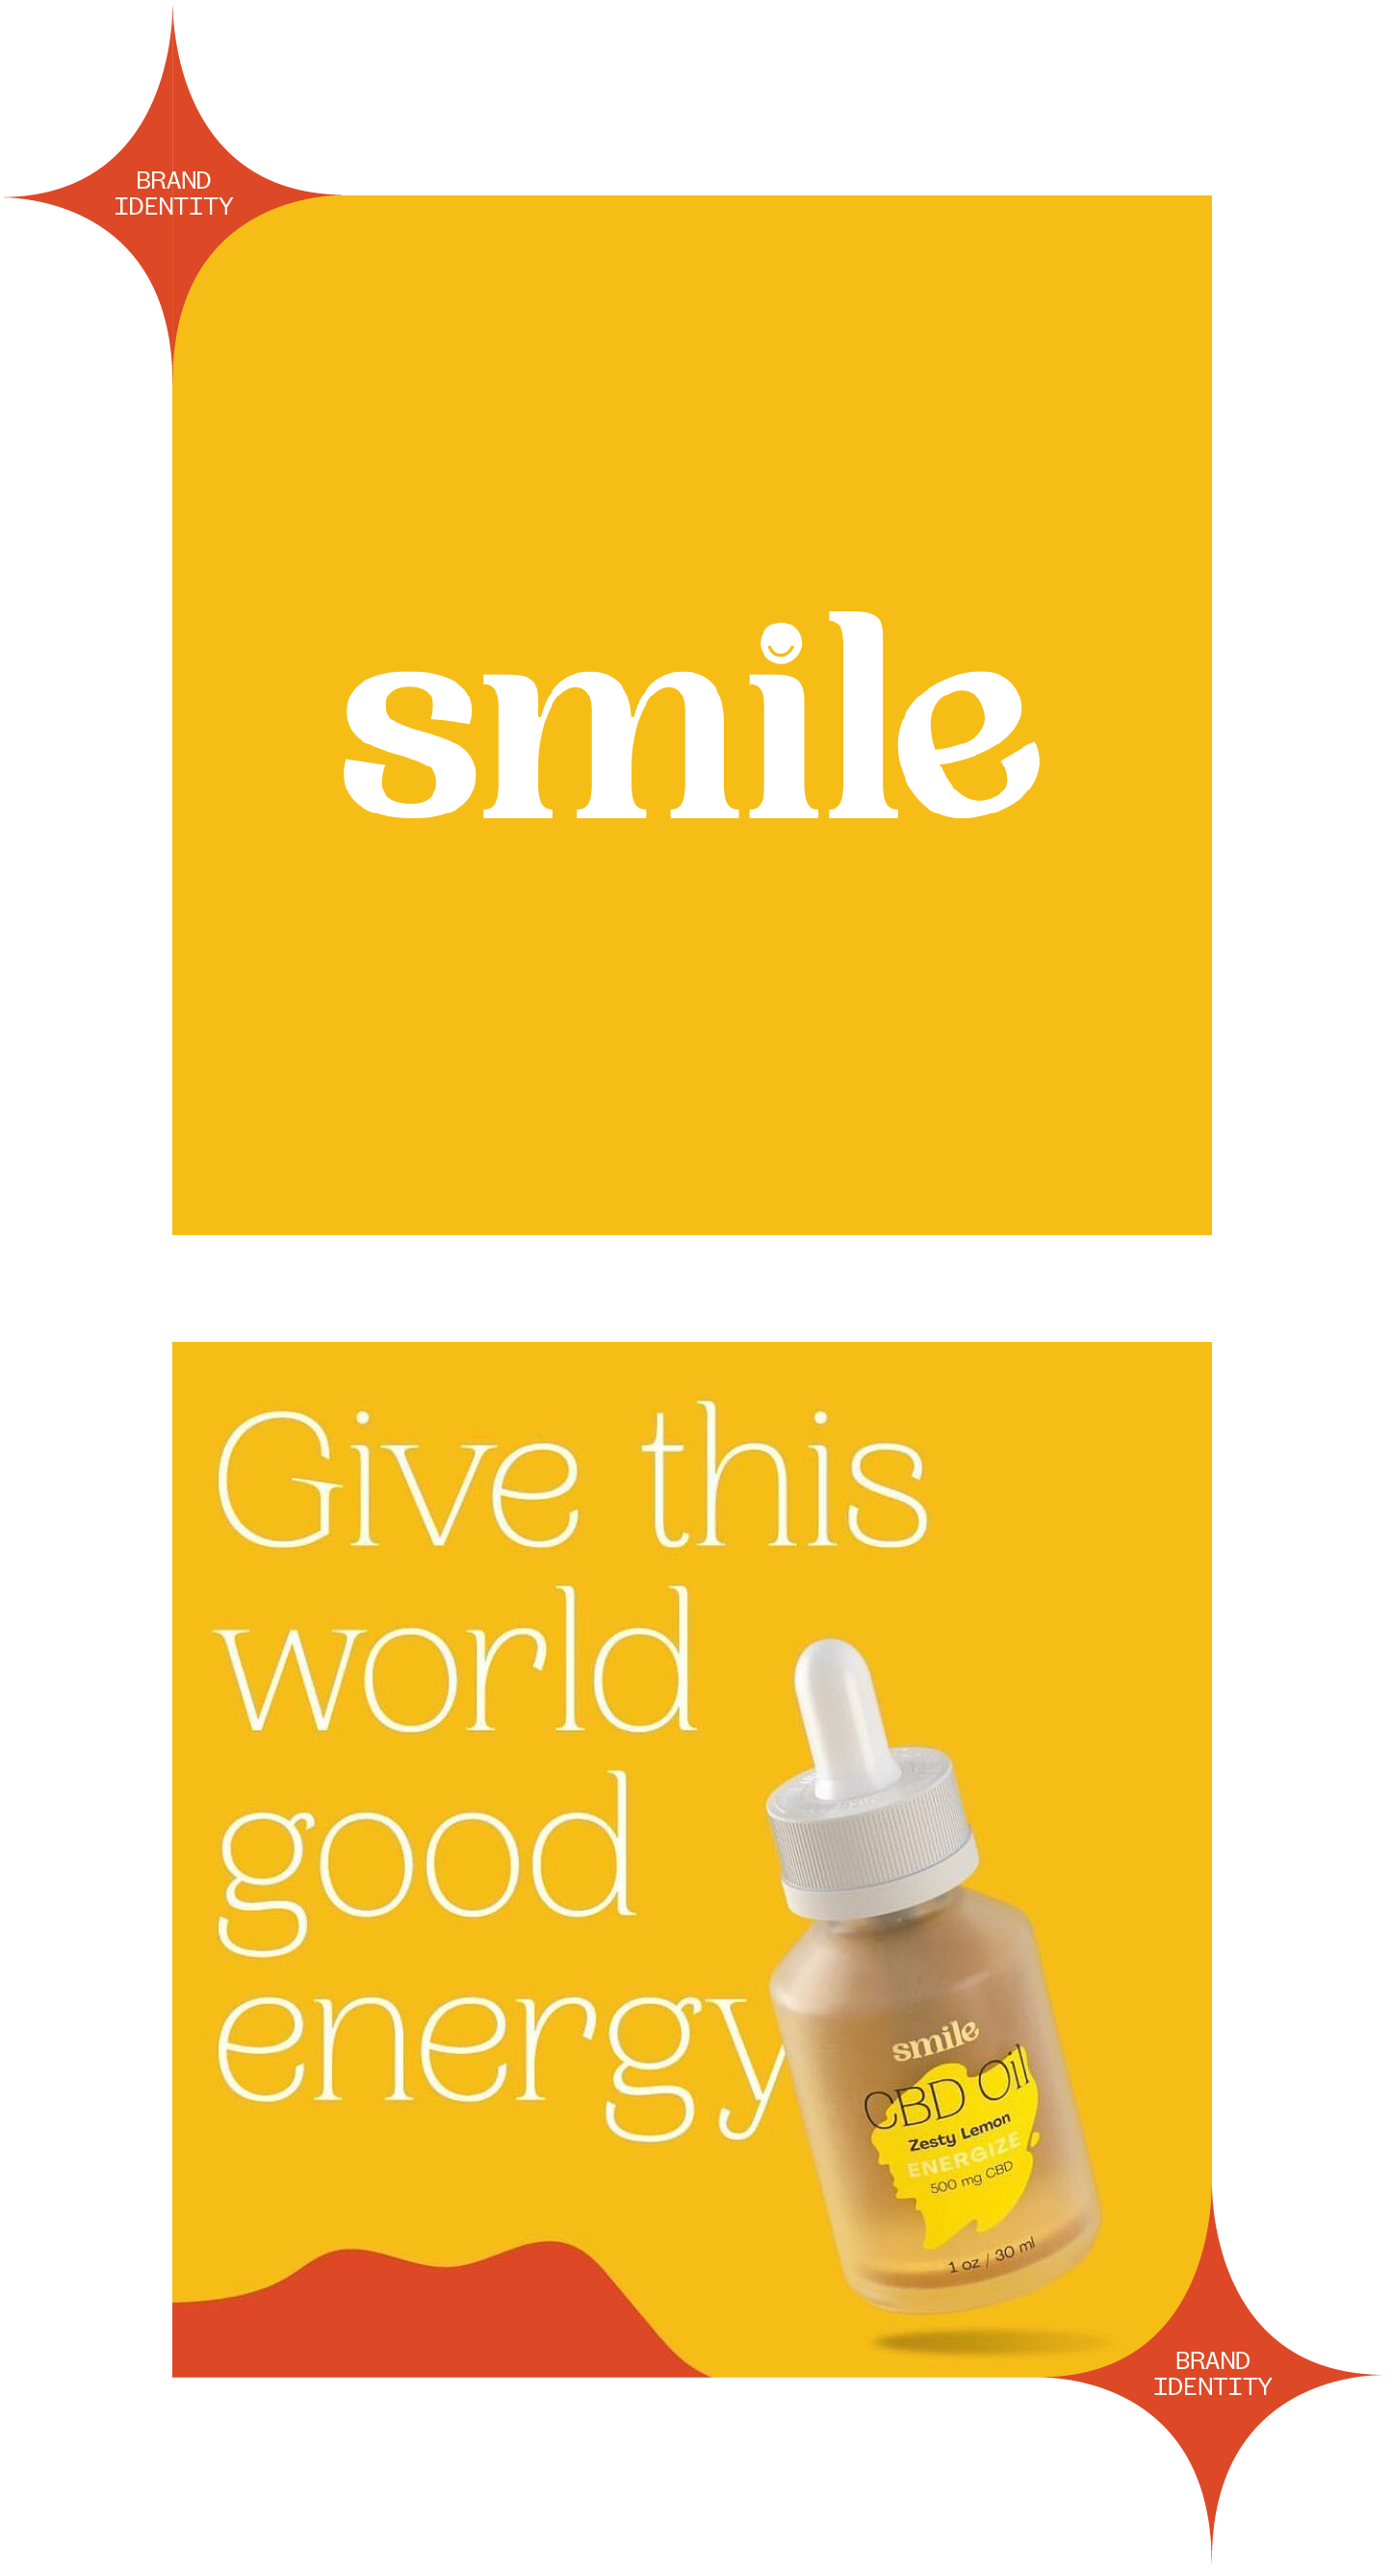 BRAND
IDENTITY
smile
Give this
world
good
energy
smile
CBD Oil
Zesty Lemon
ENERGIZE
500 mg CBD
1 oz / 30 ml
BRAND
IDENTITY